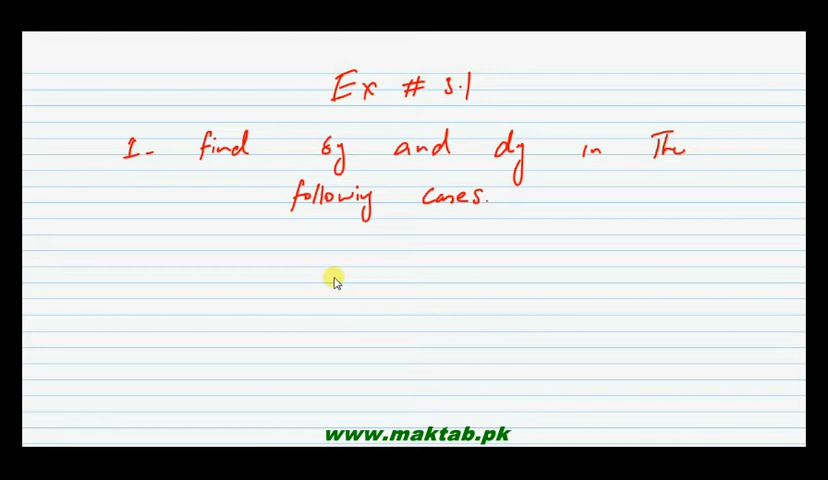 Ex # 3.1
1- find δy and dy in The
following cases.
www.maktab.pk